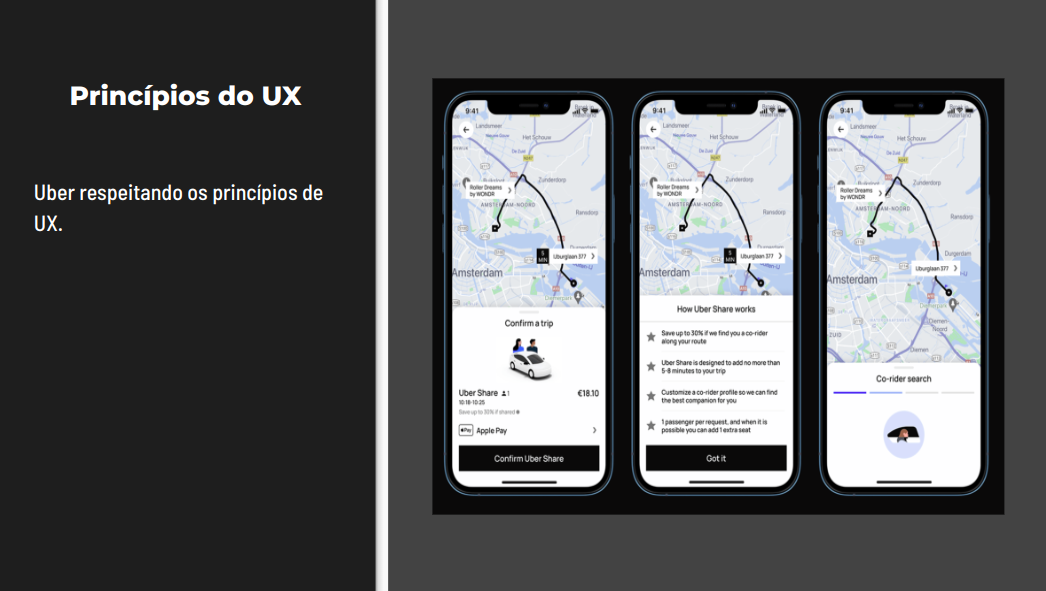 Princípios do UX
Uber respeitando os princípios de
UX.
9:41
Landsmeer
Het Schouw
Zunderdorp
Roller Dreams
by WONDR
AMSTERDAM-NOORD
Ransdorp
5
MIN
Uburglaan 377
Amsterdam
Confirm a trip
Uber Share 1
€18.10
10:18-10:25
Save up to 30% if shared
Pay Apple Pay
Confirm Uber Share
9:41
Landsmeer
Het Schouw
Zunderdorp
Roller Dreams
by WONDR
AMSTERDAM-NOORD
Ransdorp
5
MIN
Uburglaan 377
Amsterdam
How Uber Share works
Save up to 30% if we find you a co-rider
along your route
Uber Share is designed to add no more than
5-8 minutes to your trip
Customize a co-rider profile so we can find
the best companion for you
1 passenger per request, and when it is
possible you can add 1 extra seat
Got it
9:41
Landsmeer
Het Schouw
Zunderdorp
Roller Dreams
by WONDR
AMSTERDAM-NOORD
Ransdorp
Uburglaan 377
Amsterdam
Diemen
Noord
Diemen
Co-rider search